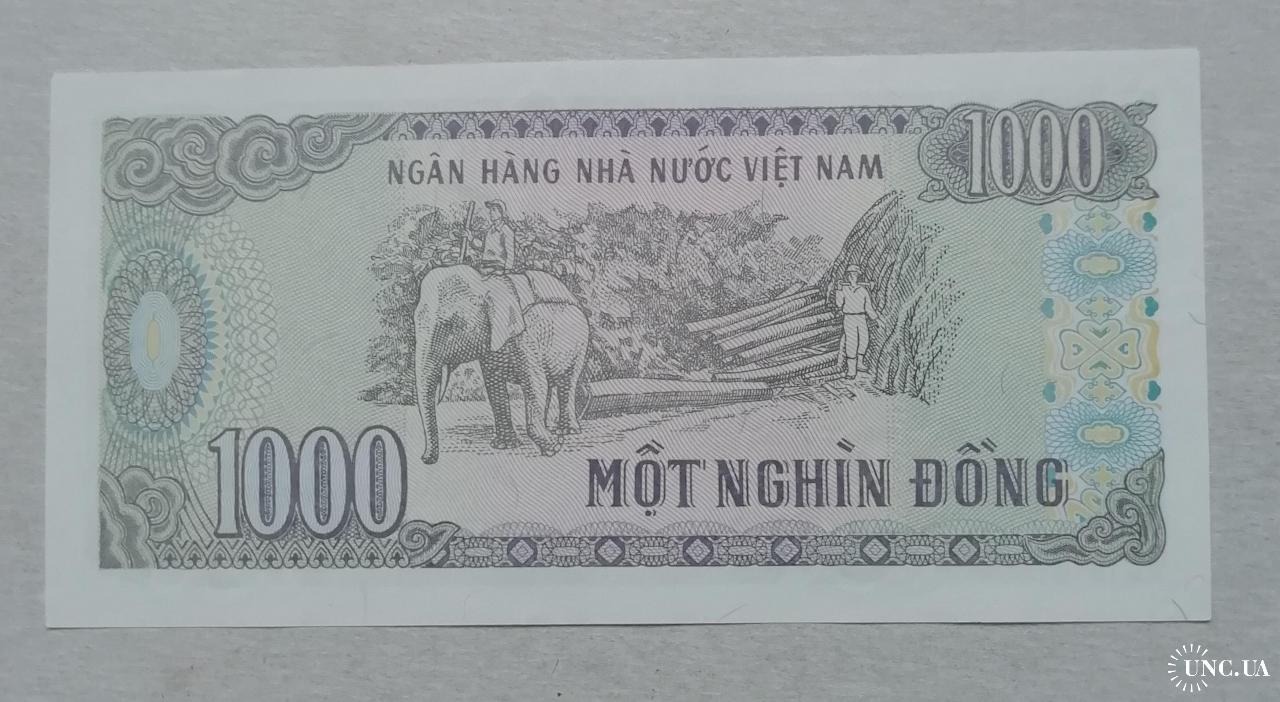 1000
NGÂN HÀNG NHÀ NƯỚC VIỆT NAM
1000
MỘT NGHÌN ĐỒNG
UNC.UA